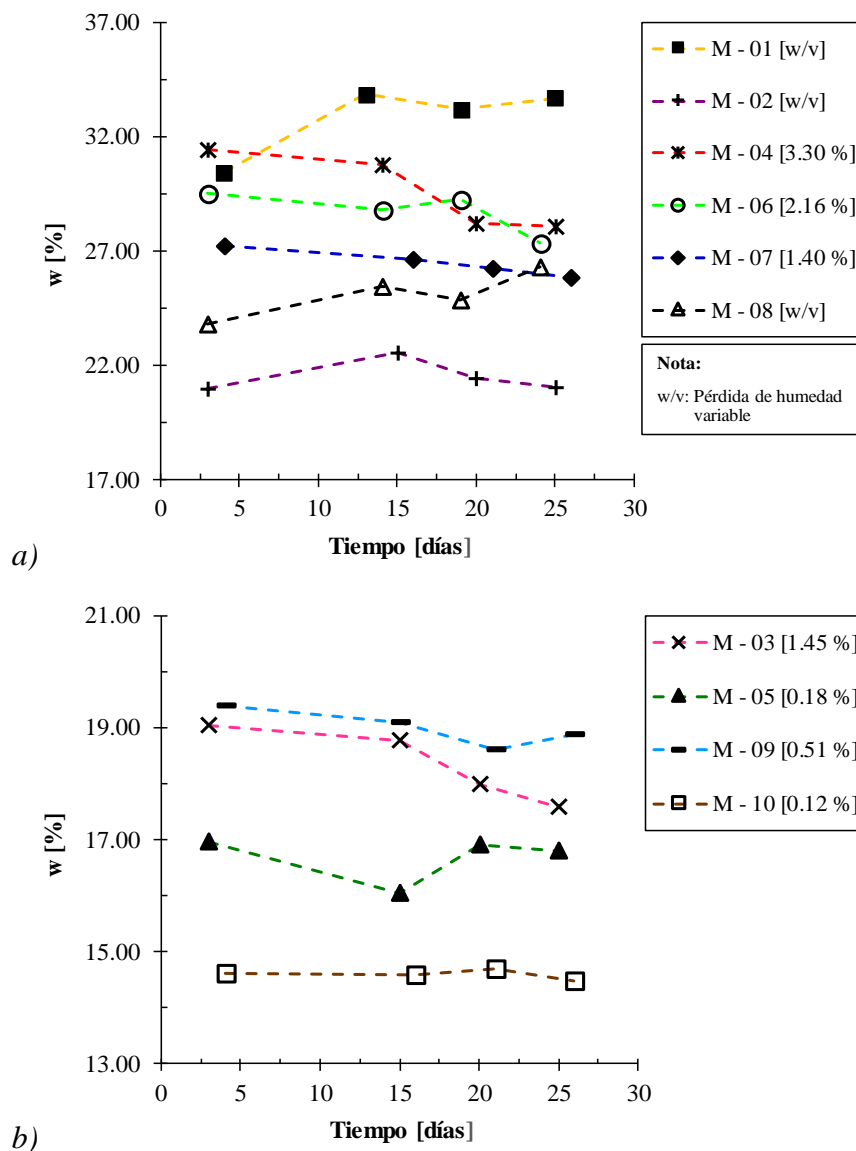 37.00
32.00
27.00
22.00
17.00
w [%]
0
5
10
15
20
25
30
Tiempo [días]
M - 01 [w/v]
M - 02 [w/v]
M - 04 [3.30 %]
M - 06 [2.16 %]
M - 07 [1.40 %]
M - 08 [w/v]
Nota:
w/v: Pérdida de humedad
variable
a)
21.00
19.00
17.00
15.00
13.00
w [%]
0
5
10
15
20
25
30
Tiempo [días]
M - 03 [1.45 %]
M - 05 [0.18 %]
M - 09 [0.51 %]
M - 10 [0.12 %]
b)